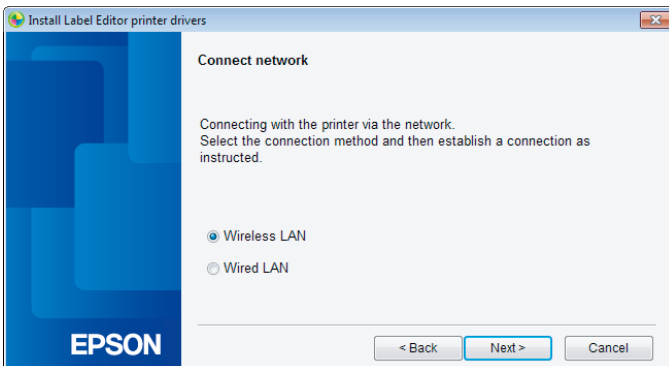 Install Label Editor printer drivers
Connect network
Connecting with the printer via the network.
Select the connection method and then establish a connection as
instructed.
Wireless LAN
Wired LAN
EPSON
< Back
Next >
Cancel